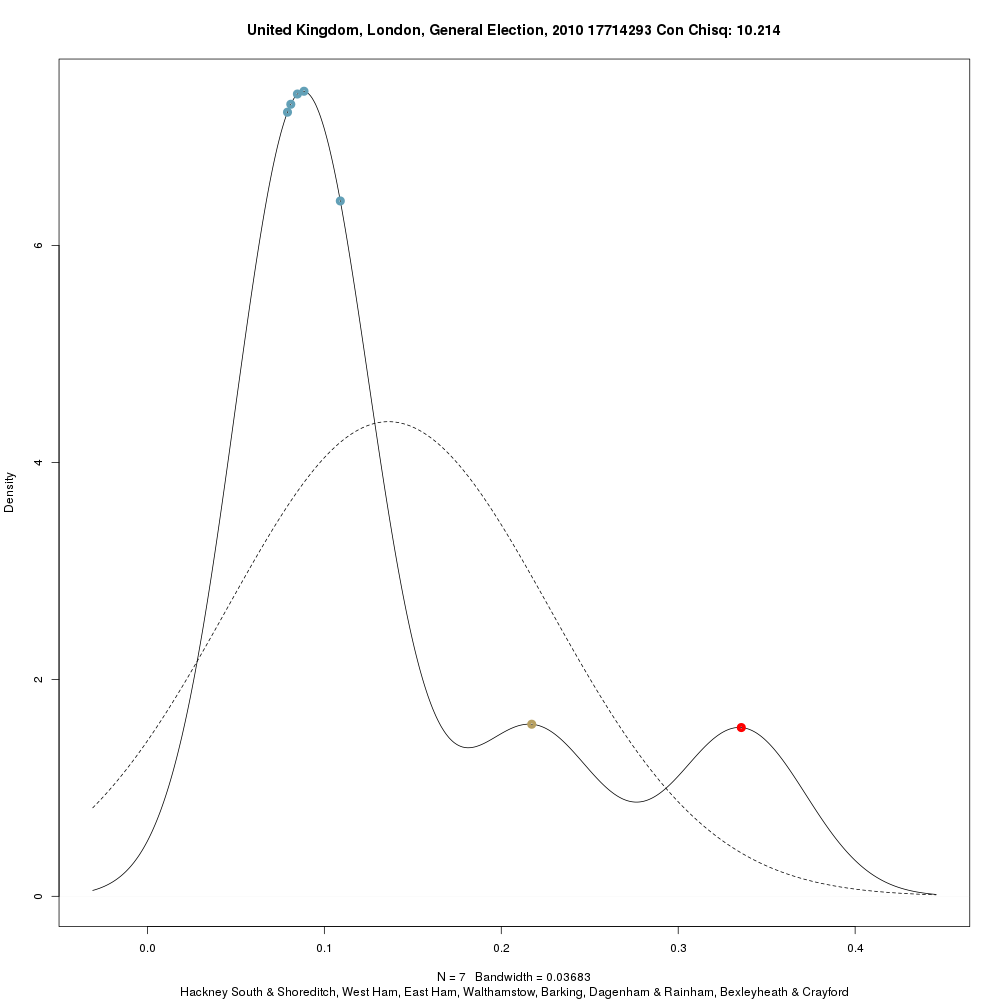 United Kingdom, London, General Election, 2010 17714293 Con Chisq: 10.214
Density
6
4
2
0
0.0 0.1 0.2 0.3 0.4
N = 7 Bandwidth = 0.03683
Hackney South & Shoreditch, West Ham, East Ham, Walthamstow, Barking, Dagenham & Rainham, Bexleyheath & Crayford